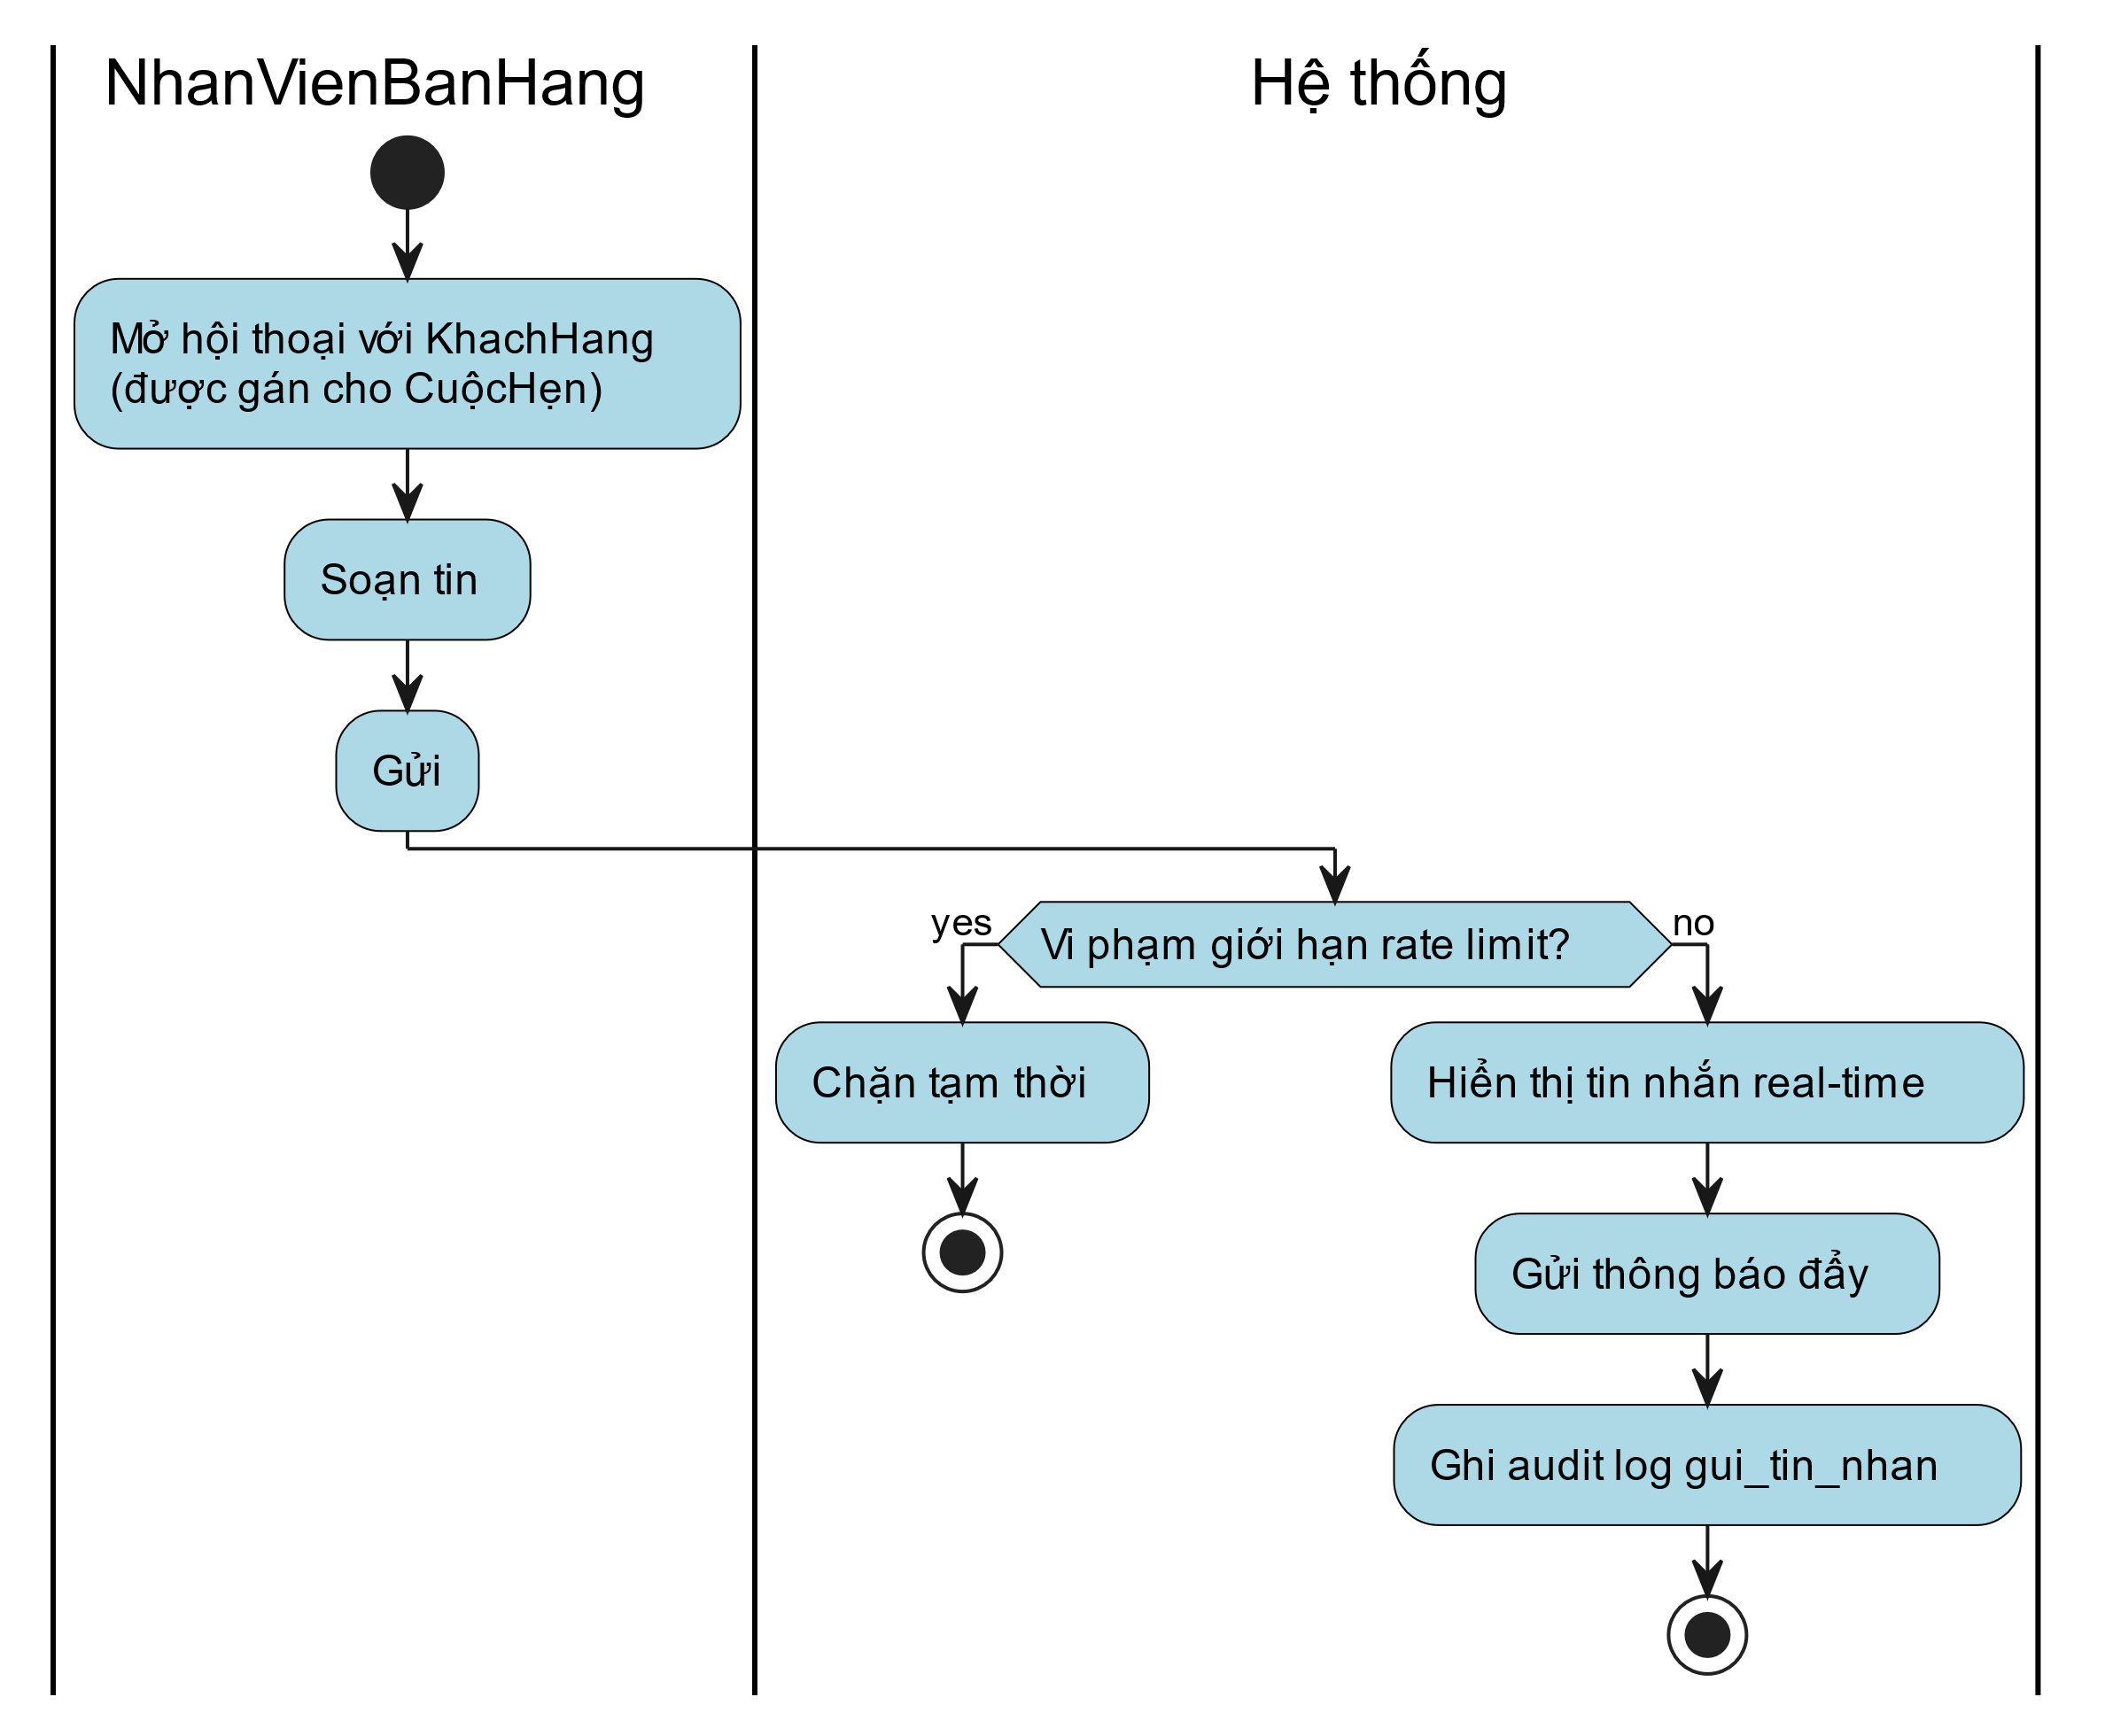 NhanVienBanHang
Hệ thống
Mở hội thoại với KhachHang
(được gán cho CuộcHẹn)
Soạn tin
Gửi
yes
Vi phạm giới hạn rate limit?
no
Chặn tạm thời
Hiển thị tin nhắn real-time
Gửi thông báo đẩy
Ghi audit log gui_tin_nhan